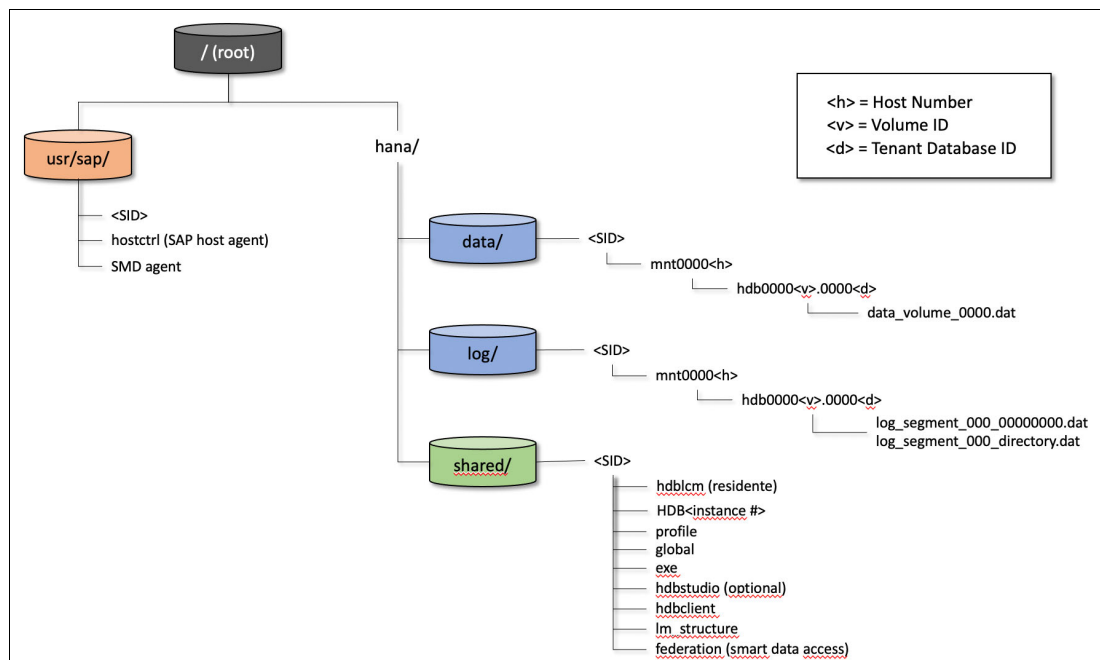 / (root)
<h> = Host Number
<v> = Volume ID
<d> = Tenant Database ID
usr/sap/
hana/
<SID>
hostctrl (SAP host agent)
SMD agent
data/
<SID>
mnt0000<h>
hdb0000<v>.0000<d>
data_volume_0000.dat
log/
<SID>
mnt0000<h>
hdb0000<v>.0000<d>
log_segment_000_00000000.dat
log_segment_000_directory.dat
shared/
<SID>
hdblcm (residente)
HDB<instance #>
profile
global
exe
hdbstudio (optional)
hdbclient
lm_structure
federation (smart data access)